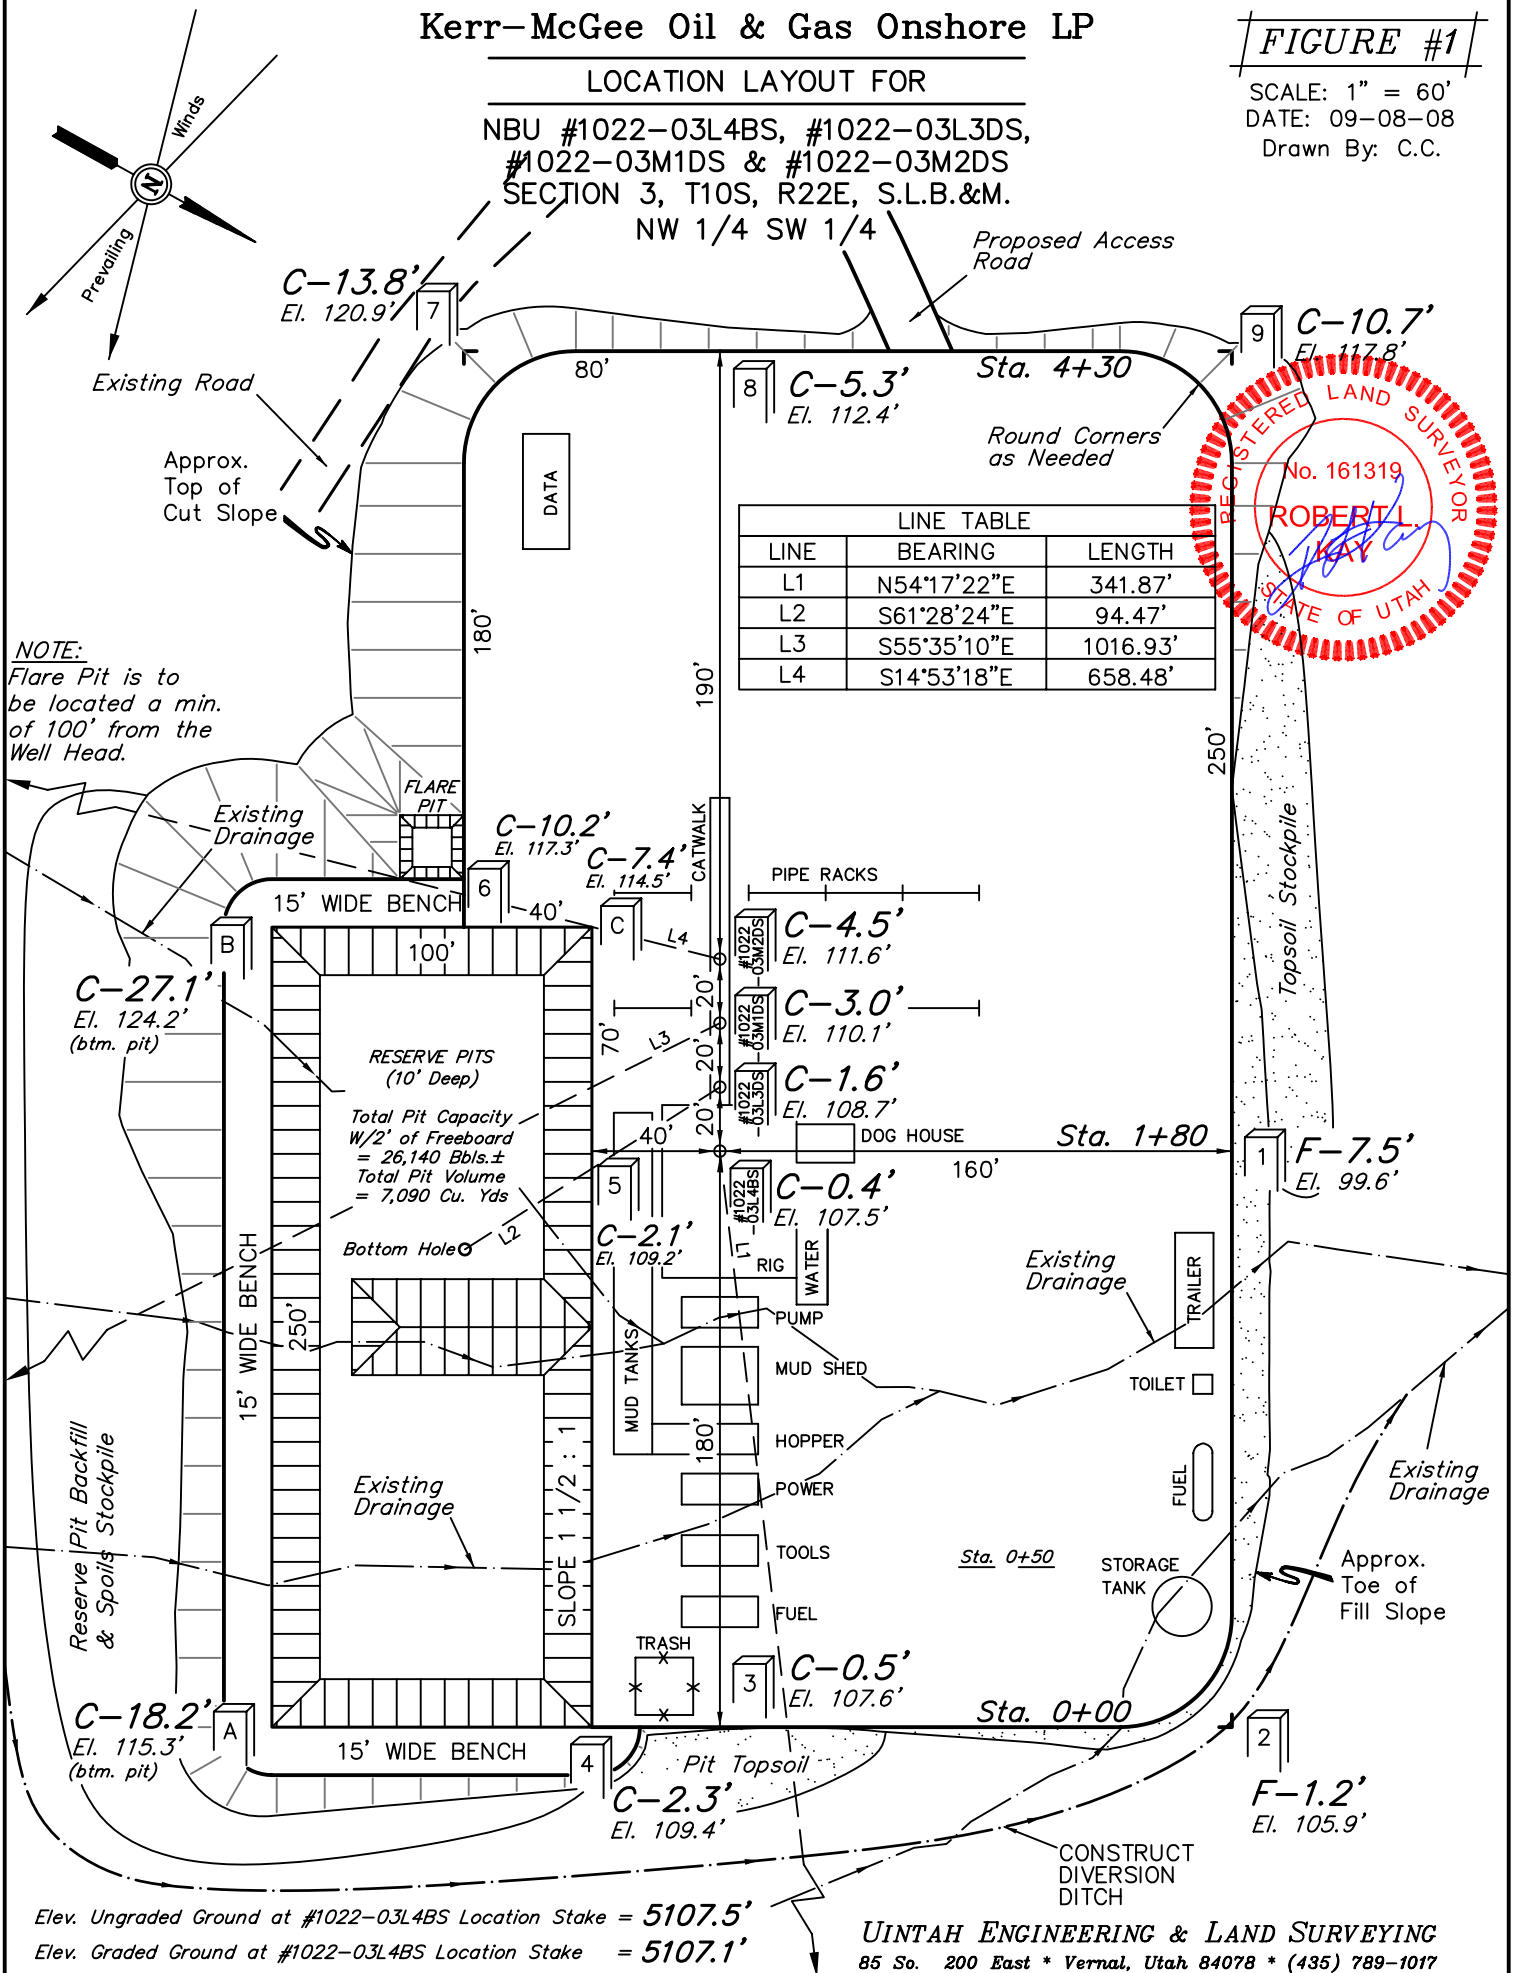 Kerr-McGee Oil & Gas Onshore LP
LOCATION LAYOUT FOR
NBU #1022-03L4BS, #1022-03L3DS,
#1022-03M1DS & #1022-03M2DS
SECTION 3, T10S, R22E, S.L.B.&M.
NW 1/4 SW 1/4
FIGURE #1
SCALE: 1" = 60'
DATE: 09-08-08
Drawn By: C.C.
Winds
N
Prevailing
C-13.8'
El. 120.9'
7
Proposed Access
Road
9
C-10.7'
El. 117.8'
Existing Road
80'
8
C-5.3'
El. 112.4'
Sta. 4+30
Round Corners
as Needed
Approx.
Top of
Cut Slope
DATA
REGISTERED LAND SURVEYOR
No. 161319
ROBERT L.
KAY
STATE OF UTAH
LINE TABLE
LINE BEARING LENGTH
L1 N54°17'22"E 341.87'
L2 S61°28'24"E 94.47'
L3 S55°35'10"E 1016.93'
L4 S14°53'18"E 658.48'
180'
190'
250'
NOTE:
Flare Pit is to
be located a min.
of 100' from the
Well Head.
FLARE
PIT
Existing
Drainage
C-10.2'
El. 117.3'
6
C-7.4'
El. 114.5'
C
CATWALK
PIPE RACKS
Topsoil Stockpile
15' WIDE BENCH
40'
B
100'
L4
#1022
-03M2DS
C-4.5'
El. 111.6'
C-27.1'
El. 124.2'
(btm. pit)
20'
#1022
-03M1DS
C-3.0'
El. 110.1'
70'
L3
RESERVE PITS
(10' Deep)
20'
#1022
-03L3DS
C-1.6'
El. 108.7'
Total Pit Capacity
W/2' of Freeboard
= 26,140 Bbls.±
Total Pit Volume
= 7,090 Cu. Yds
20'
40'
DOG HOUSE
Sta. 1+80
160'
1
F-7.5'
El. 99.6'
5
#1022
-03L4BS
C-0.4'
El. 107.5'
C-2.1'
El. 109.2'
Bottom Hole
L2
L1
RIG
WATER
Existing
Drainage
TRAILER
15' WIDE BENCH
250'
PUMP
MUD TANKS
MUD SHED
TOILET
180'
HOPPER
Reserve Pit Backfill
& Spoils Stockpile
SLOPE 1 1/2 : 1
Existing
Drainage
POWER
FUEL
Existing
Drainage
TOOLS
Sta. 0+50
STORAGE
TANK
Approx.
Toe of
Fill Slope
FUEL
TRASH
3
C-0.5'
El. 107.6'
Sta. 0+00
C-18.2'
El. 115.3'
(btm. pit)
A
15' WIDE BENCH
4
Pit Topsoil
2
C-2.3'
El. 109.4'
F-1.2'
El. 105.9'
CONSTRUCT
DIVERSION
DITCH
Elev. Ungraded Ground at #1022-03L4BS Location Stake = 5107.5'
Elev. Graded Ground at #1022-03L4BS Location Stake = 5107.1'
UINTAH ENGINEERING & LAND SURVEYING
85 So. 200 East * Vernal, Utah 84078 * (435) 789-1017